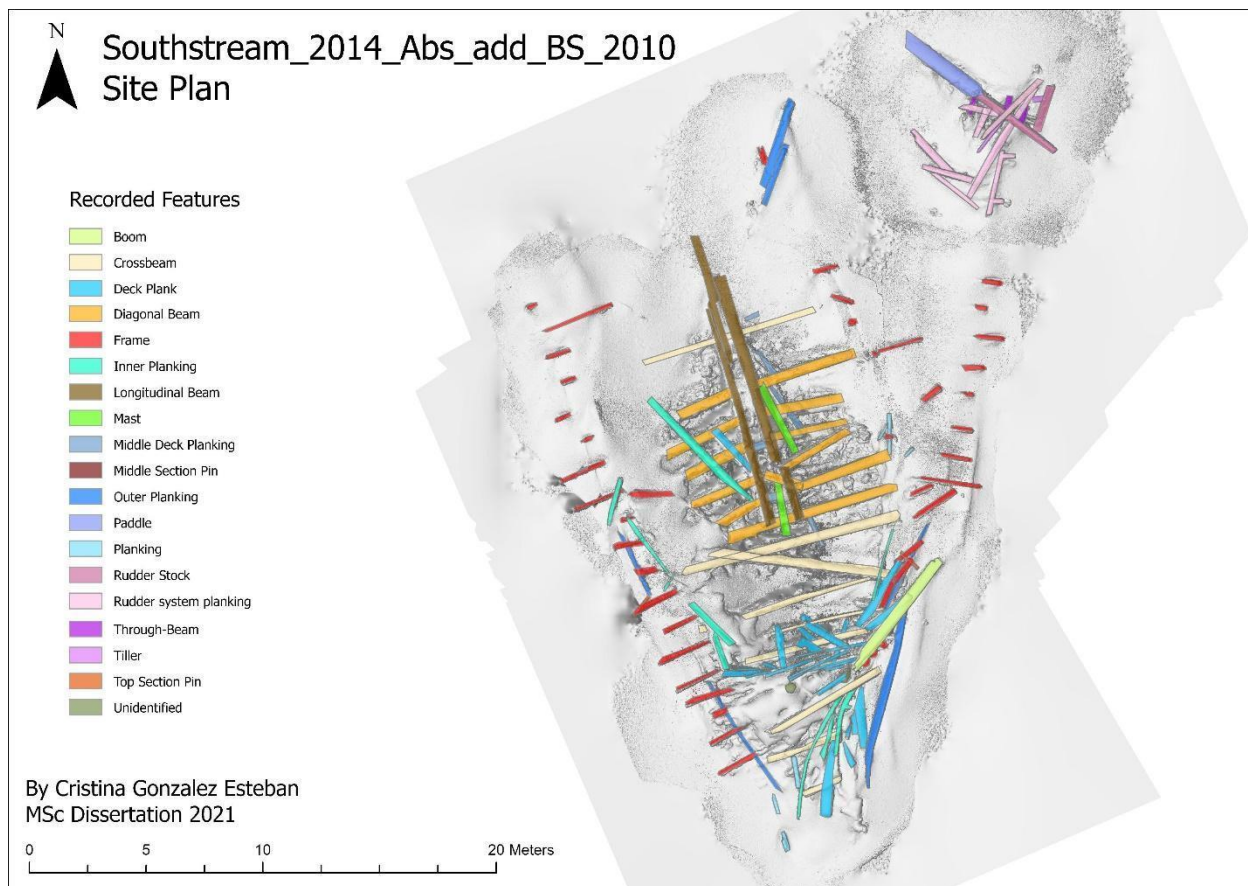 N
Southstream_2014_Abs_add_BS_2010
Site Plan
Recorded Features
Boom
Crossbeam
Deck Plank
Diagonal Beam
Frame
Inner Planking
Longitudinal Beam
Mast
Middle Deck Planking
Middle Section Pin
Outer Planking
Paddle
Planking
Rudder Stock
Rudder system planking
Through-Beam
Tiller
Top Section Pin
Unidentified
By Cristina Gonzalez Esteban
MSc Dissertation 2021
0 5 10 20 Meters